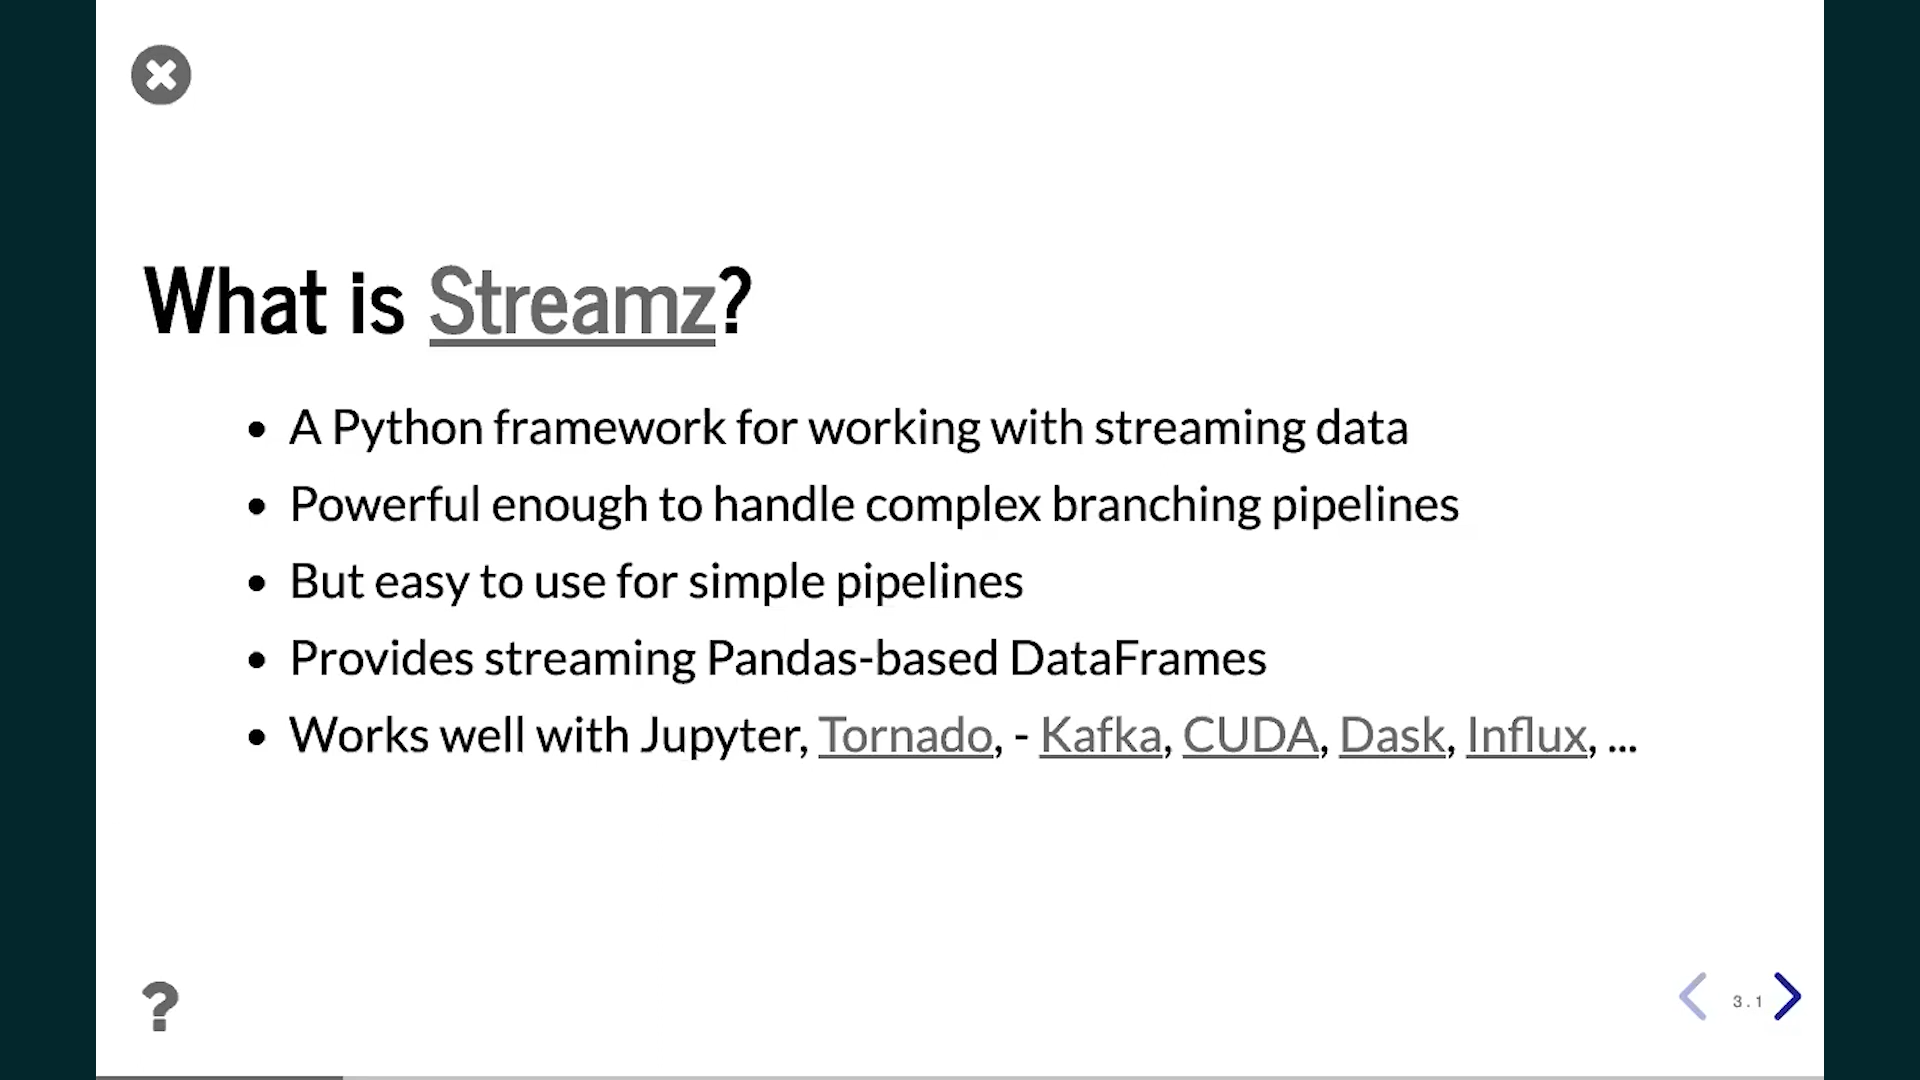 What is Streamz?
• A Python framework for working with streaming data
• Powerful enough to handle complex branching pipelines
• But easy to use for simple pipelines
• Provides streaming Pandas-based DataFrames
• Works well with Jupyter, Tornado, - Kafka, CUDA, Dask, Influx, ...
?
3.1